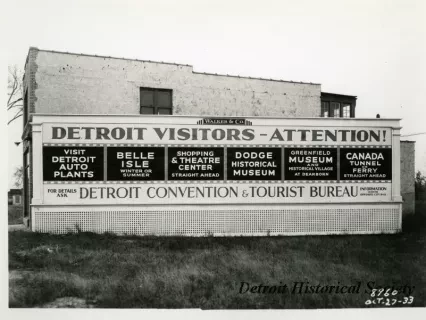 WALKER & CO.
DETROIT VISITORS - ATTENTION!
VISIT
DETROIT
AUTO
PLANTS
BELLE
ISLE
WINTER OR
SUMMER
SHOPPING
& THEATRE
CENTER
STRAIGHT AHEAD
DODGE
HISTORICAL
MUSEUM
GREENFIELD
MUSEUM
AND
HISTORICAL VILLAGE
AT DEARBORN
CANADA
TUNNEL
OR
FERRY
STRAIGHT AHEAD
FOR DETAILS
ASK
DETROIT CONVENTION & TOURIST BUREAU
INFORMATION
Detroit Historical Society
8960
Oct-27-33